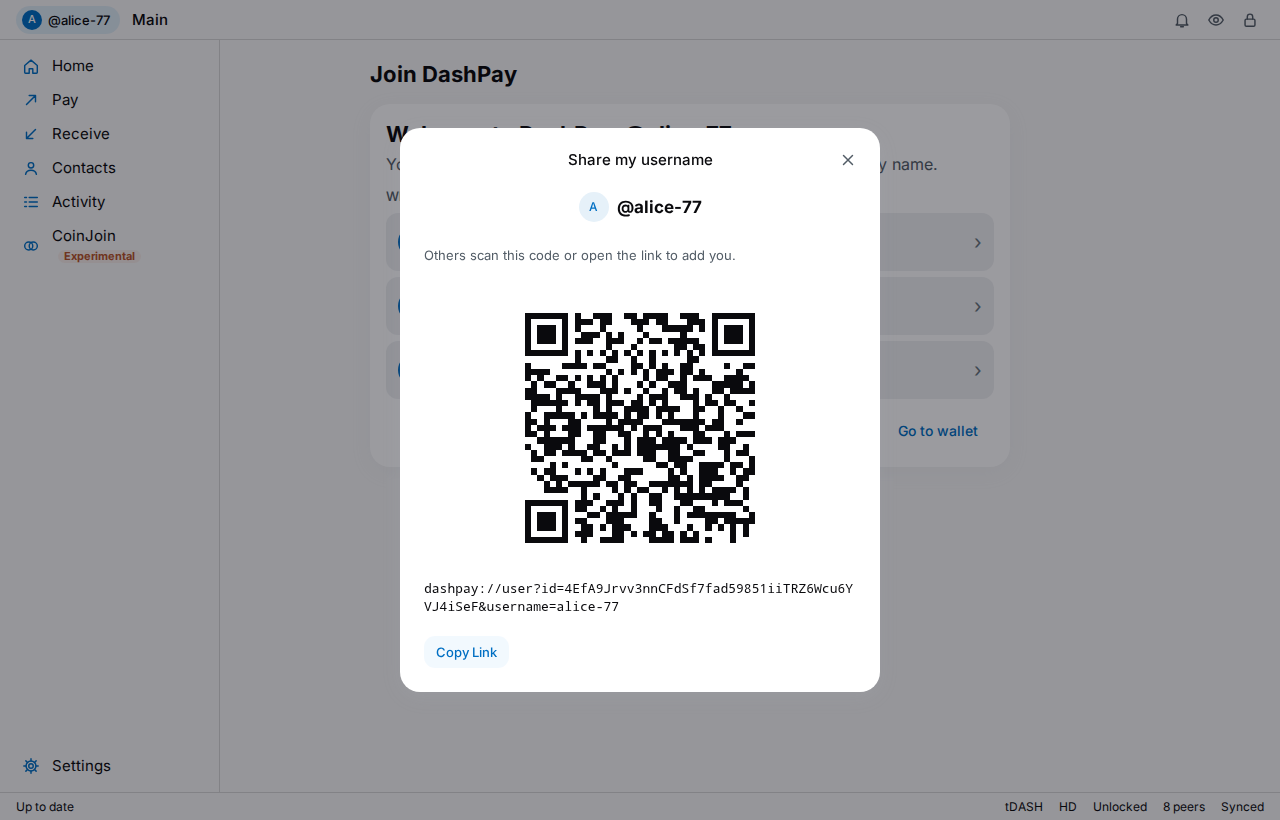 A @alice-77 Main
Home
Pay
Receive
Contacts
Activity
CoinJoin
Experimental
Settings
Join DashPay
y name.
Go to wallet
Share my username
A @alice-77
Others scan this code or open the link to add you.
dashpay://user?id=4EfA9Jrvv3nnCFdSf7fad59851iiTRZ6Wcu6Y
VJ4iSeF&username=alice-77
Copy Link
Up to date
tDASH HD Unlocked 8 peers Synced